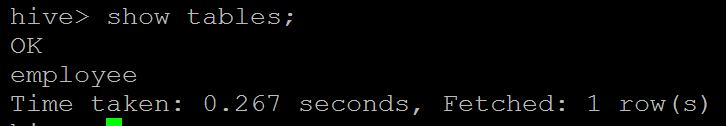 hive> show tables;
OK
employee
Time taken: 0.267 seconds, Fetched: 1 row(s)